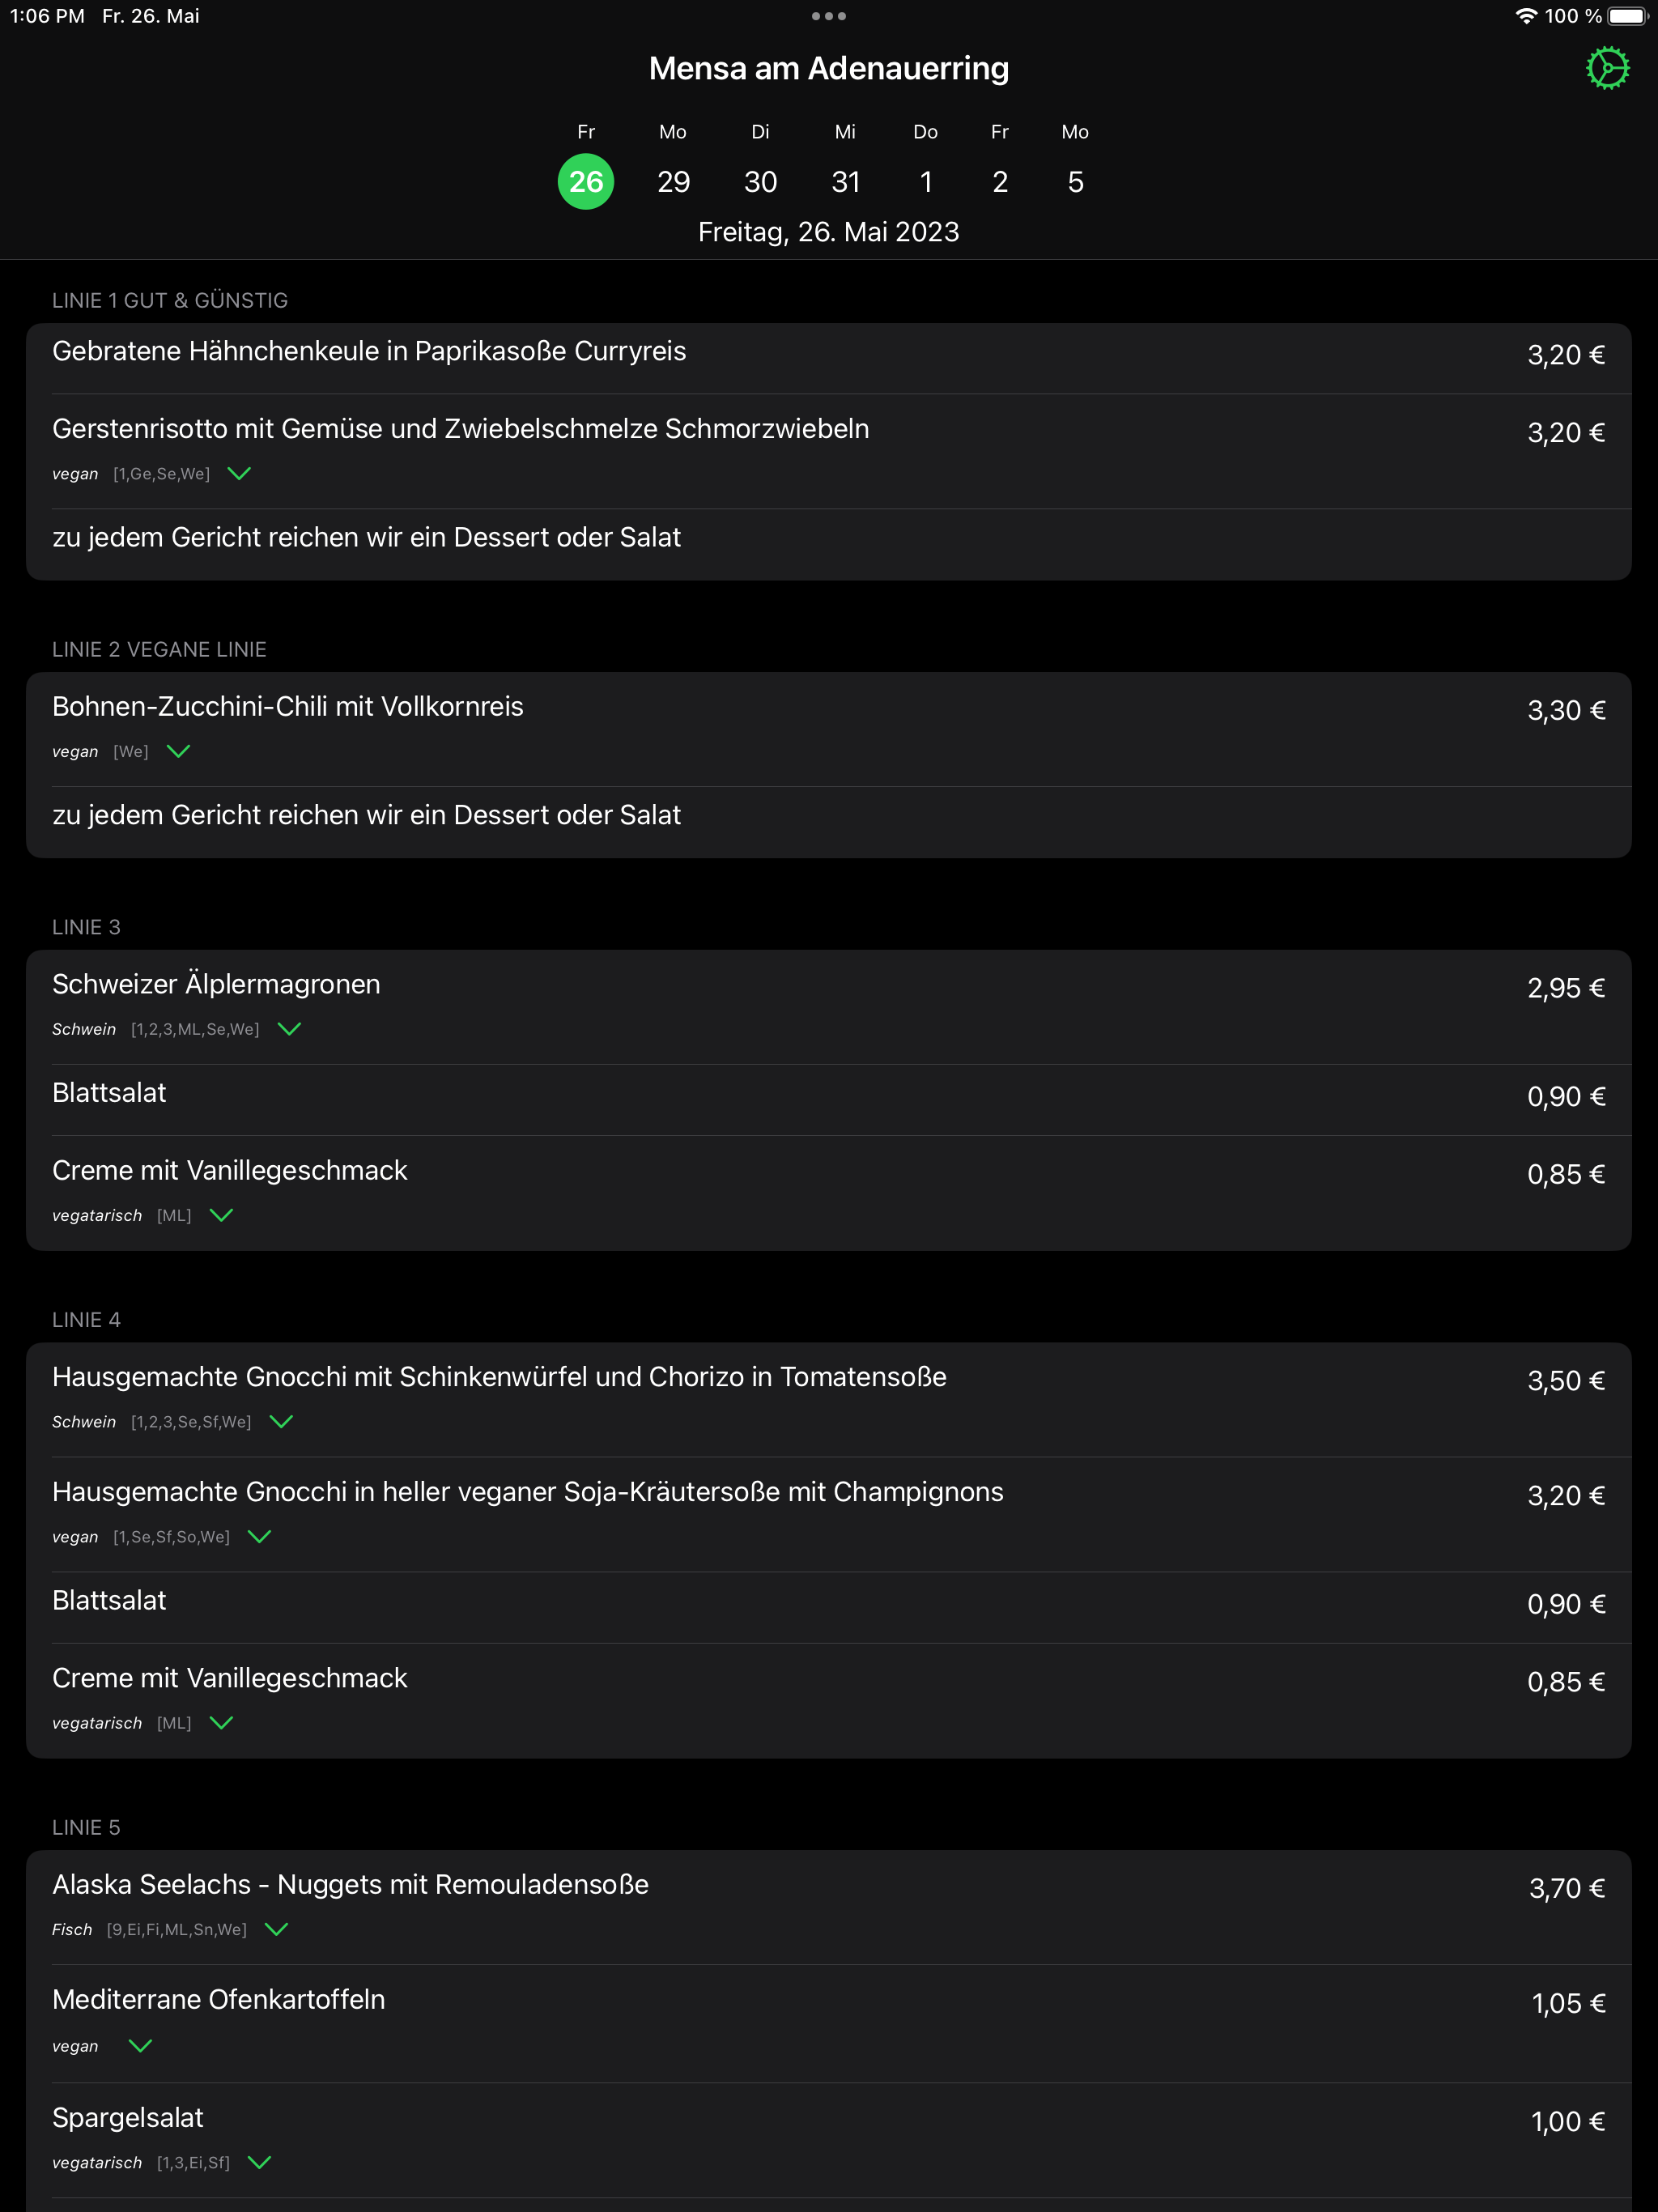 1:06 PM Fr. 26. Mai
100 %
Mensa am Adenauerring
Fr Mo Di Mi Do Fr Mo
26 29 30 31 1 2 5
Freitag, 26. Mai 2023
LINIE 1 GUT & GÜNSTIG
Gebratene Hähnchenkeule in Paprikasoße Curryreis 3,20 €
Gerstenrisotto mit Gemüse und Zwiebelschmelze Schmorzwiebeln 3,20 €
vegan [1,Ge,Se,We]
zu jedem Gericht reichen wir ein Dessert oder Salat
LINIE 2 VEGANE LINIE
Bohnen-Zucchini-Chili mit Vollkornreis 3,30 €
vegan [We]
zu jedem Gericht reichen wir ein Dessert oder Salat
LINIE 3
Schweizer Älplermagronen 2,95 €
Schwein [1,2,3,ML,Se,We]
Blattsalat 0,90 €
Creme mit Vanillegeschmack 0,85 €
vegatarisch [ML]
LINIE 4
Hausgemachte Gnocchi mit Schinkenwürfel und Chorizo in Tomatensoße 3,50 €
Schwein [1,2,3,Se,Sf,We]
Hausgemachte Gnocchi in heller veganer Soja-Kräutersoße mit Champignons 3,20 €
vegan [1,Se,Sf,So,We]
Blattsalat 0,90 €
Creme mit Vanillegeschmack 0,85 €
vegatarisch [ML]
LINIE 5
Alaska Seelachs - Nuggets mit Remouladensoße 3,70 €
Fisch [9,Ei,Fi,ML,Sn,We]
Mediterrane Ofenkartoffeln 1,05 €
vegan
Spargelsalat 1,00 €
vegatarisch [1,3,Ei,Sf]